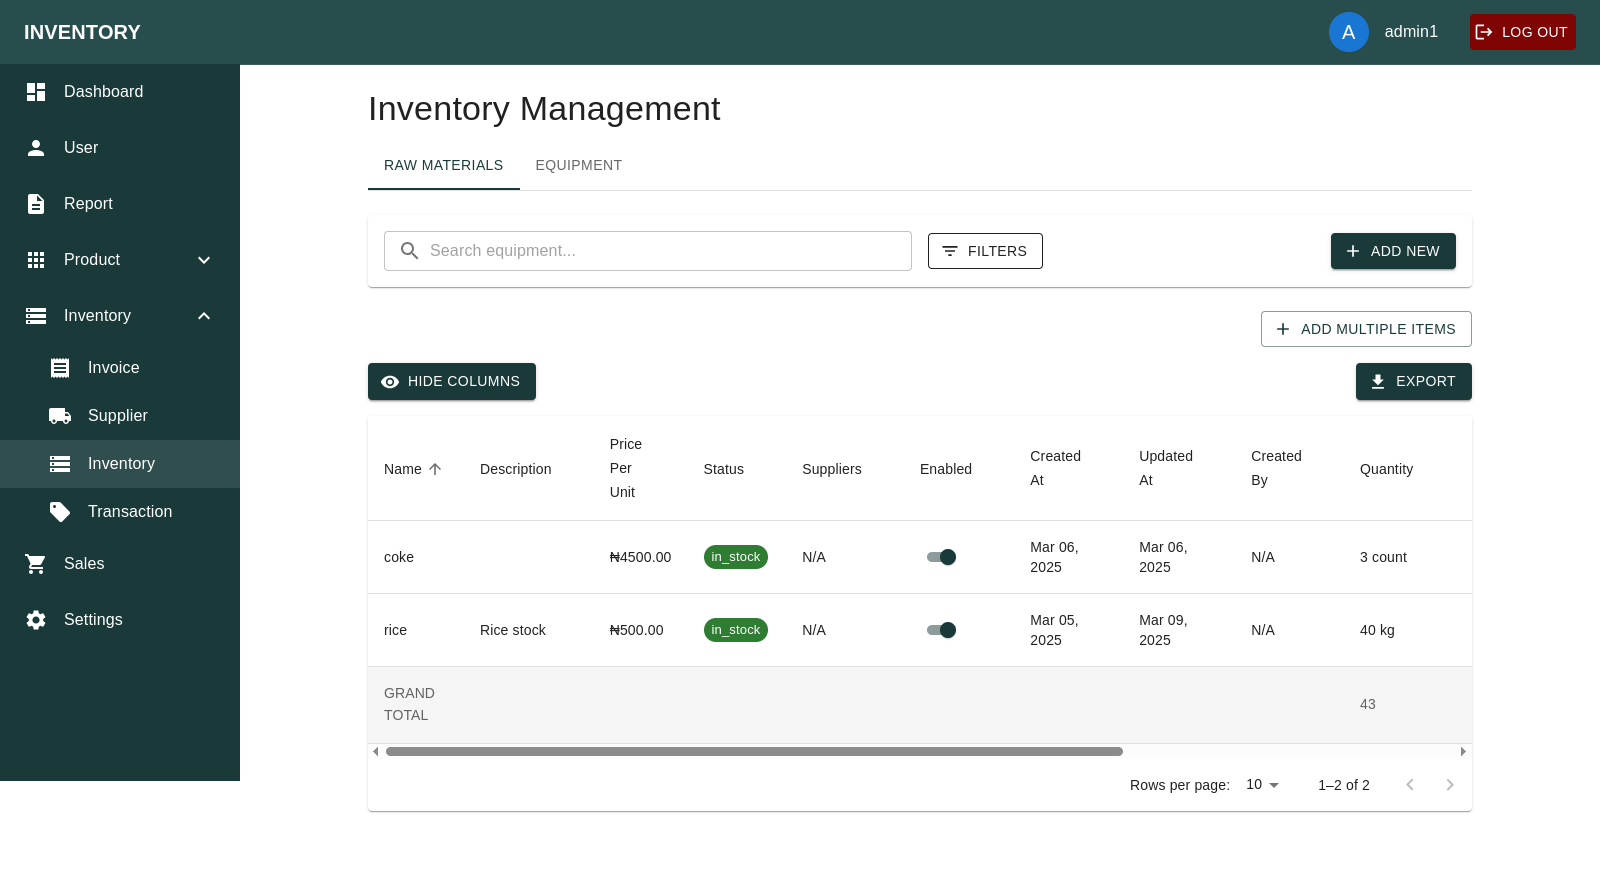 INVENTORY
A
admin1
LOG OUT
Dashboard
User
Report
Product
Inventory
Invoice
Supplier
Inventory
Transaction
Sales
Settings
Inventory Management
RAW MATERIALS
EQUIPMENT
Search equipment...
FILTERS
ADD NEW
ADD MULTIPLE ITEMS
HIDE COLUMNS
EXPORT
Name
Description
Price
Per
Unit
Status
Suppliers
Enabled
Created
At
Updated
At
Created
By
Quantity
coke
₦4500.00
in_stock
N/A
Mar 06,
2025
Mar 06,
2025
N/A
3 count
rice
Rice stock
₦500.00
in_stock
N/A
Mar 05,
2025
Mar 09,
2025
N/A
40 kg
GRAND
TOTAL
43
Rows per page:
10
1–2 of 2